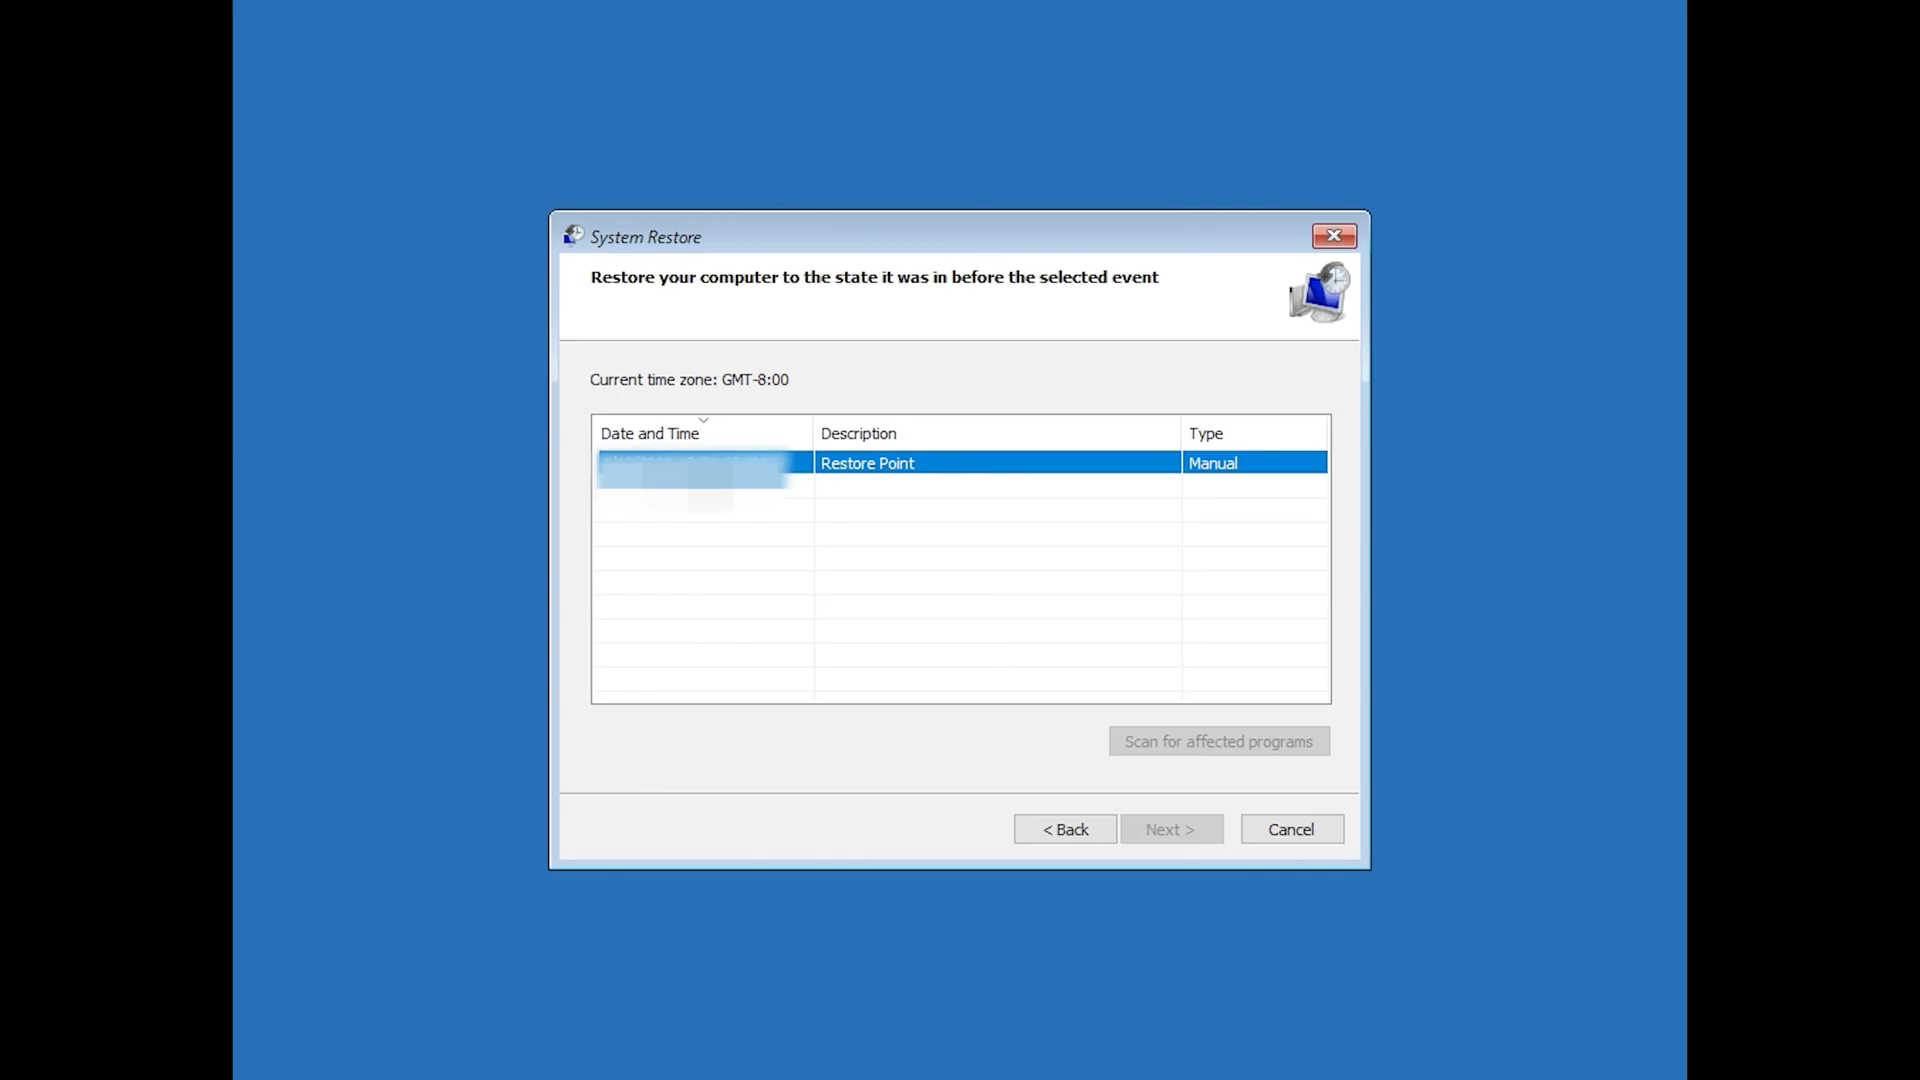 System Restore
Restore your computer to the state it was in before the selected event
Current time zone: GMT-8:00
Date and Time Description Type
Restore Point Manual
Scan for affected programs
< Back Next > Cancel